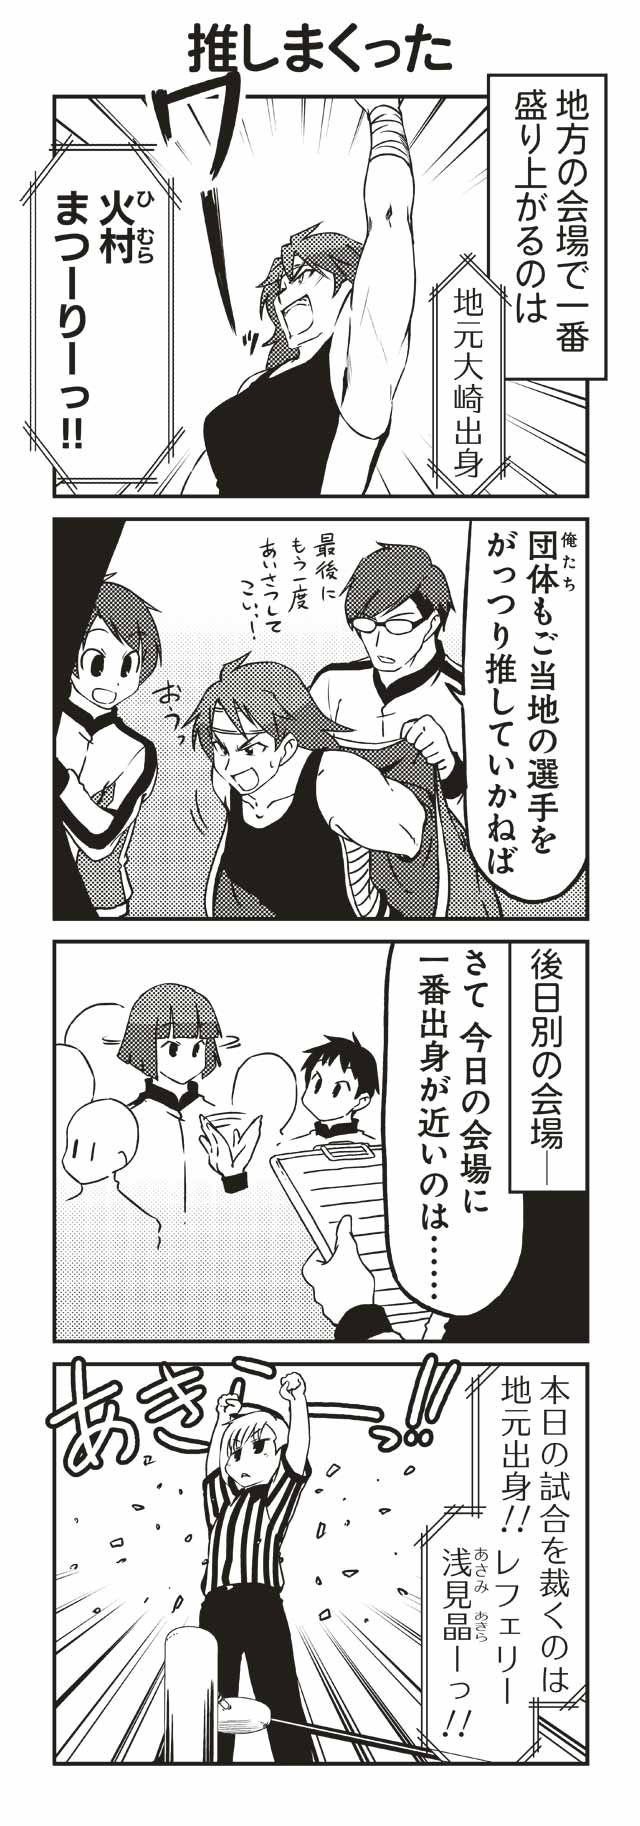 推しまくった
地方の会場で一番
盛り上がるのは
ワーッ
地元大崎出身
火村
ひ むら
まつーりーっ!!
俺たち
団体もご当地の選手を
がっつり推していかねば
最後に
もう一度
あいさつして
こい!
おうっ
後日別の会場―
さて 今日の会場に
一番出身が近いのは……
本日の試合を裁くのは
地元出身!! レフェリー
浅見晶ーっ!!
あさみ あきら
あきらーっ!!